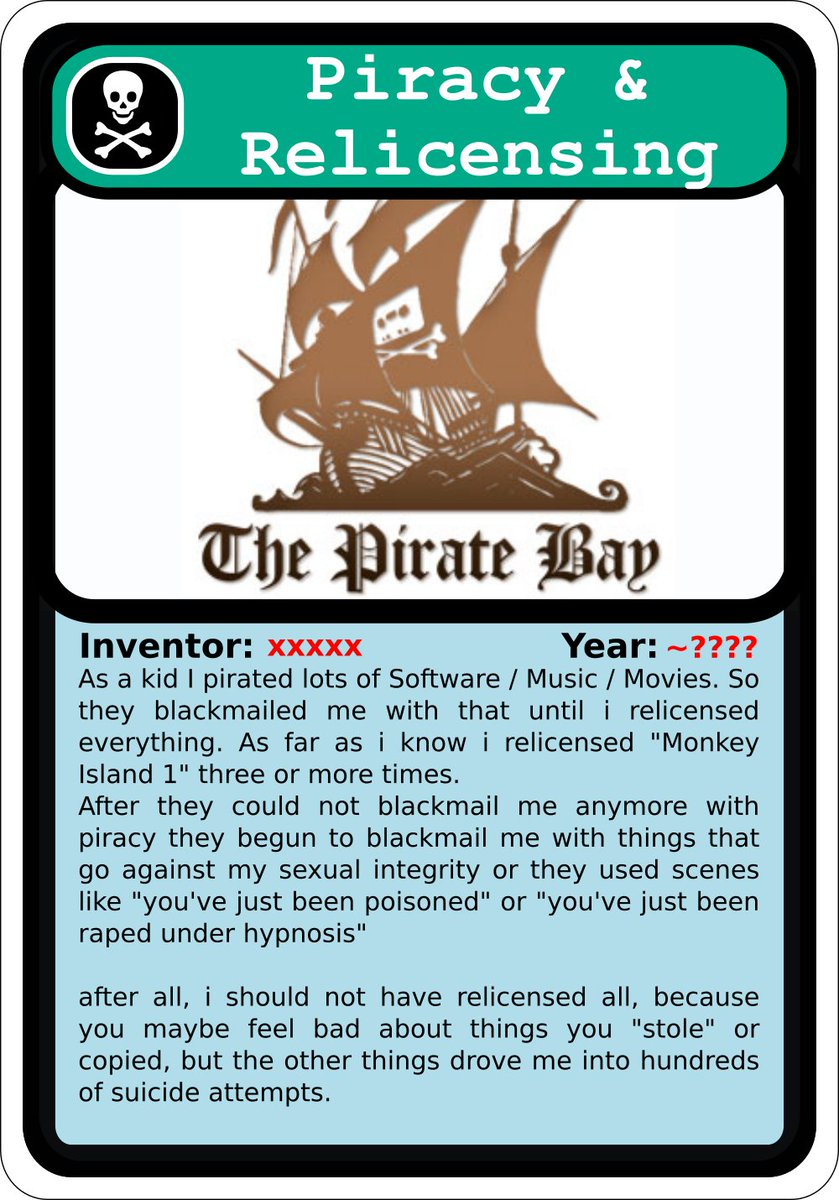 Piracy &
Relicensing
The Pirate Bay
Inventor: xxxxx Year: ~????
As a kid I pirated lots of Software / Music / Movies. So
they blackmailed me with that until i relicensed
everything. As far as i know i relicensed "Monkey
Island 1" three or more times.
After they could not blackmail me anymore with
piracy they begun to blackmail me with things that
go against my sexual integrity or they used scenes
like "you've just been poisoned" or "you've just been
raped under hypnosis"
after all, i should not have relicensed all, because
you maybe feel bad about things you "stole" or
copied, but the other things drove me into hundreds
of suicide attempts.